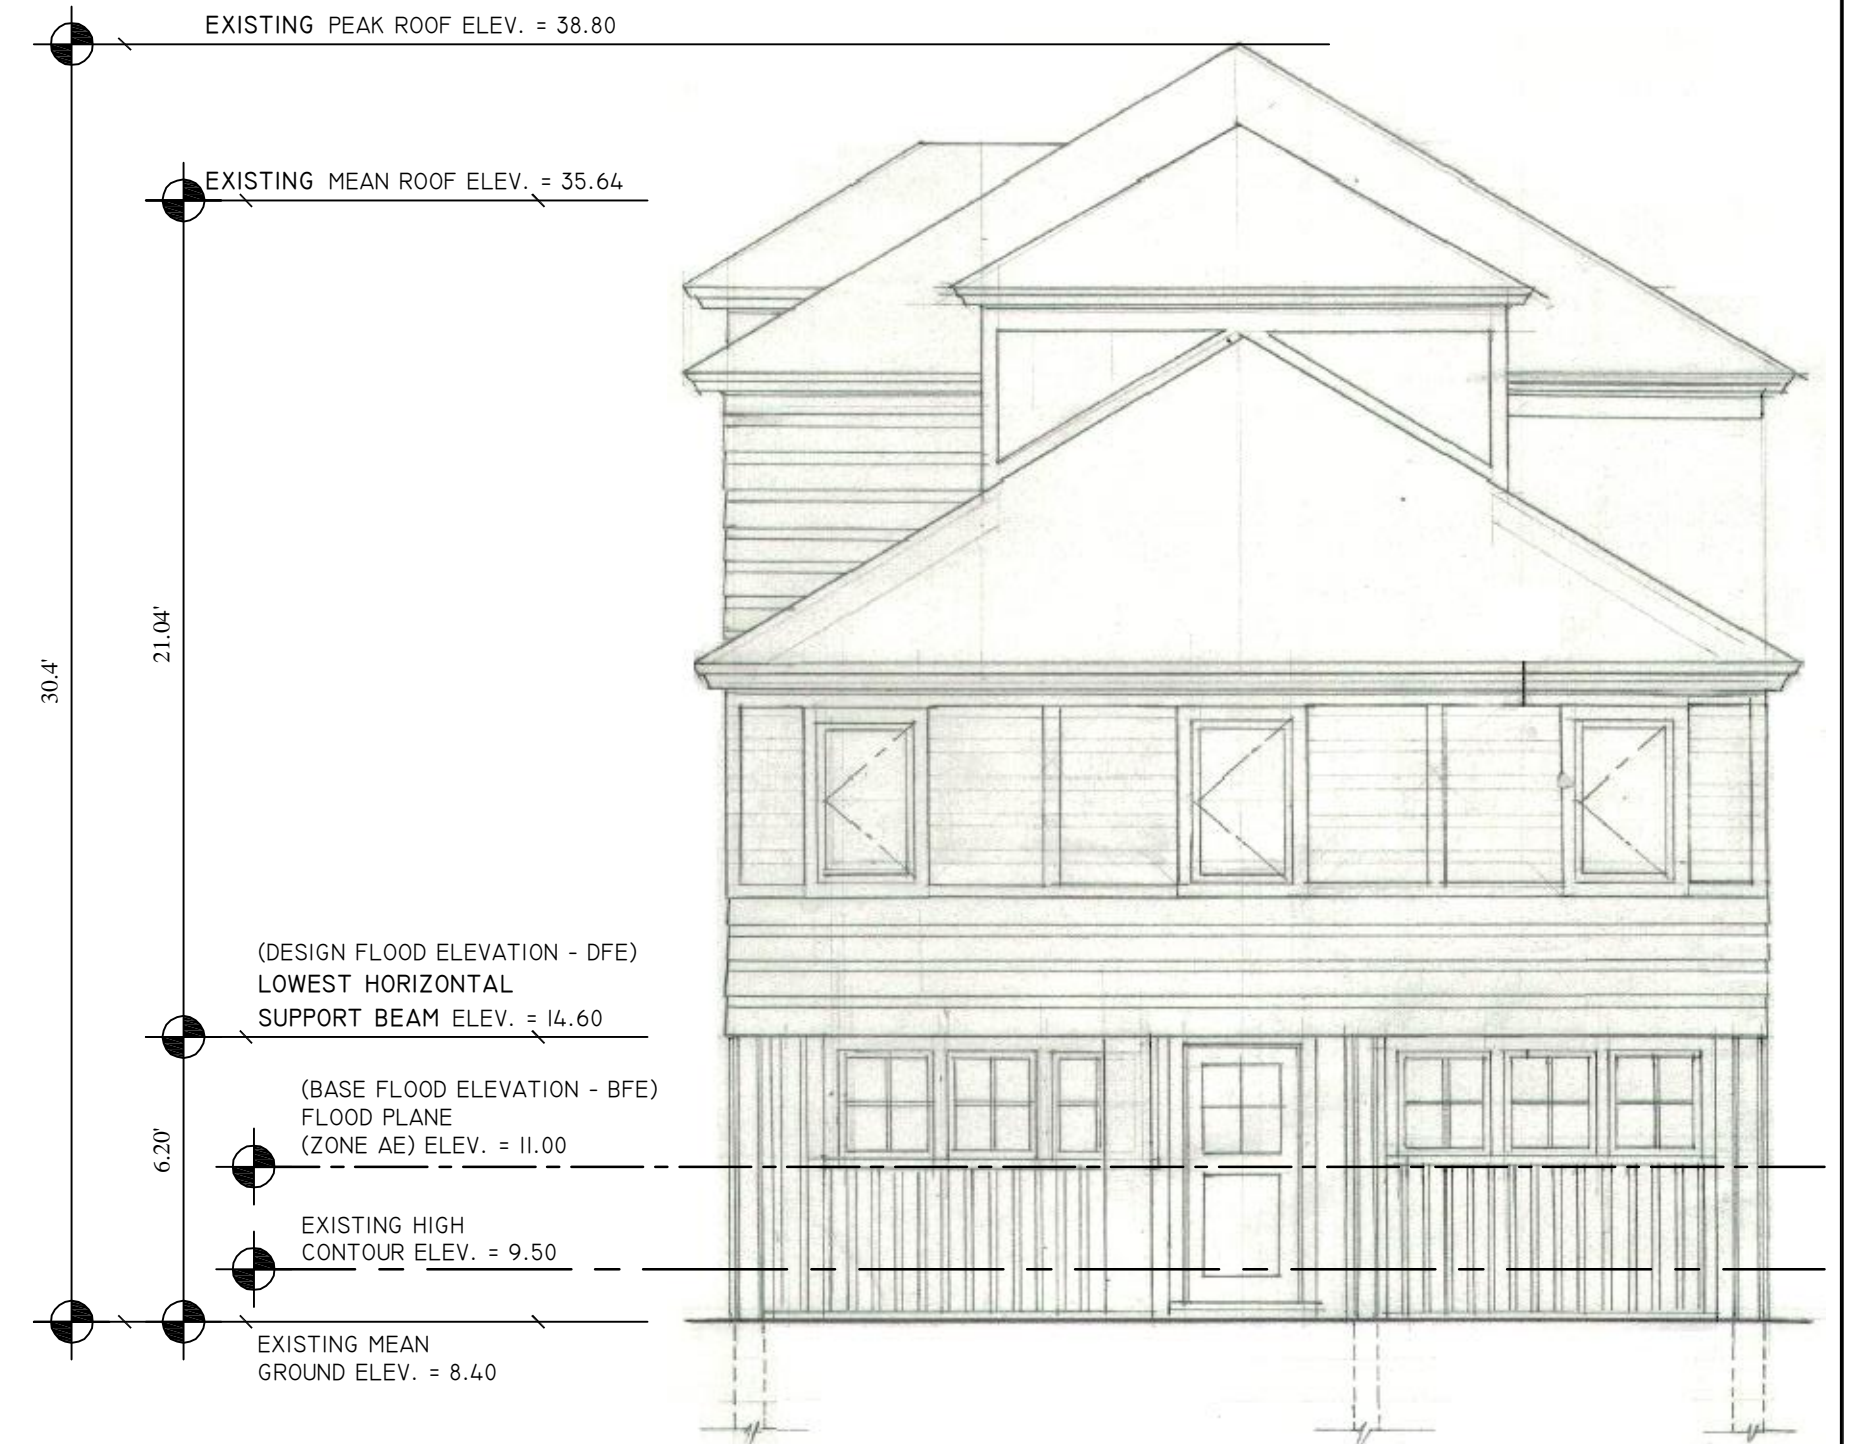 EXISTING PEAK ROOF ELEV. = 38.80
EXISTING MEAN ROOF ELEV. = 35.64
21.04'
30.4'
(DESIGN FLOOD ELEVATION - DFE)
LOWEST HORIZONTAL
SUPPORT BEAM ELEV. = 14.60
(BASE FLOOD ELEVATION - BFE)
FLOOD PLANE
(ZONE AE) ELEV. = 11.00
6.20'
EXISTING HIGH
CONTOUR ELEV. = 9.50
EXISTING MEAN
GROUND ELEV. = 8.40